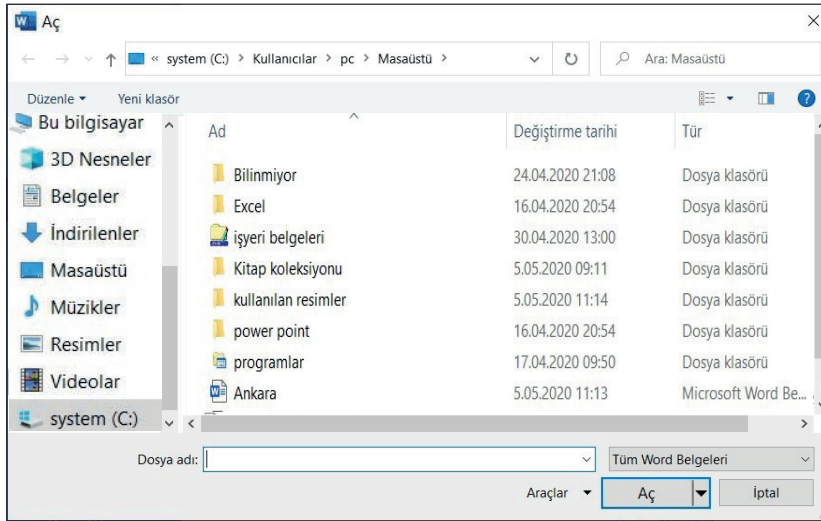 Aç
« system (C:) > Kullanıcılar > pc > Masaüstü >
Ara: Masaüstü
Düzenle Yeni klasör
Bu bilgisayar
3D Nesneler
Belgeler
İndirilenler
Masaüstü
Müzikler
Resimler
Videolar
system (C:)
Ad Değiştirme tarihi Tür
Bilinmiyor 24.04.2020 21:08 Dosya klasörü
Excel 16.04.2020 20:54 Dosya klasörü
işyeri belgeleri 30.04.2020 13:00 Dosya klasörü
Kitap koleksiyonu 5.05.2020 09:11 Dosya klasörü
kullanılan resimler 5.05.2020 11:14 Dosya klasörü
power point 16.04.2020 20:54 Dosya klasörü
programlar 17.04.2020 09:50 Dosya klasörü
Ankara 5.05.2020 11:13 Microsoft Word Be...
Dosya adı: Tüm Word Belgeleri
Araçlar Aç İptal